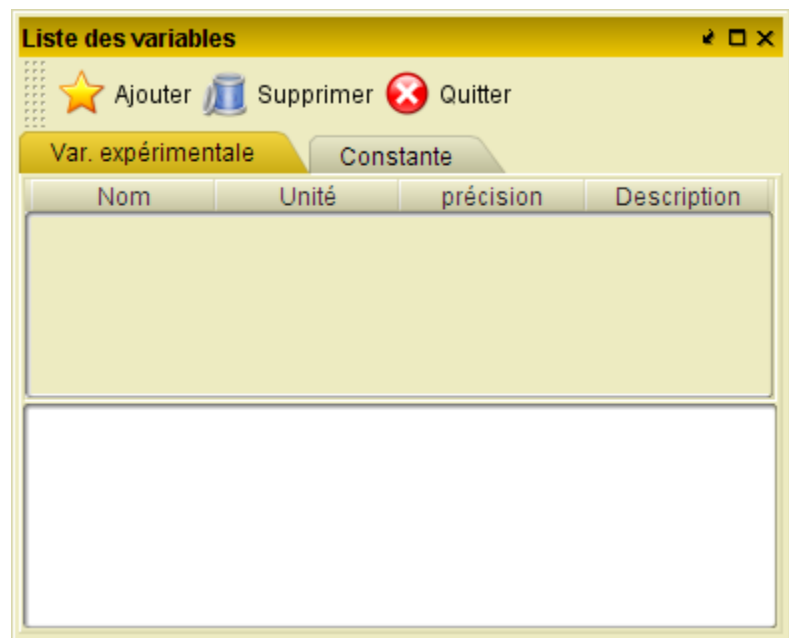 Liste des variables
Ajouter Supprimer Quitter
Var. expérimentale Constante
Nom Unité précision Description